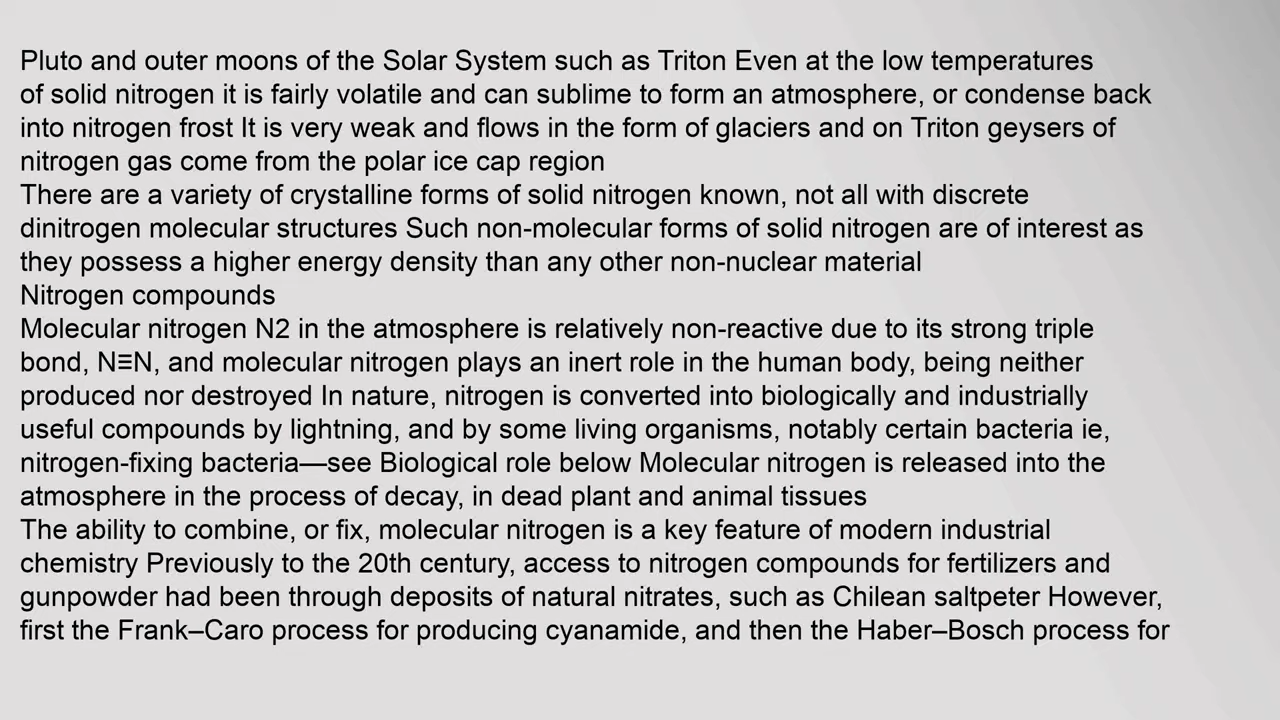 Pluto and outer moons of the Solar System such as Triton Even at the low temperatures
of solid nitrogen it is fairly volatile and can sublime to form an atmosphere, or condense back
into nitrogen frost It is very weak and flows in the form of glaciers and on Triton geysers of
nitrogen gas come from the polar ice cap region
There are a variety of crystalline forms of solid nitrogen known, not all with discrete
dinitrogen molecular structures Such non-molecular forms of solid nitrogen are of interest as
they possess a higher energy density than any other non-nuclear material
Nitrogen compounds
Molecular nitrogen N2 in the atmosphere is relatively non-reactive due to its strong triple
bond, N≡N, and molecular nitrogen plays an inert role in the human body, being neither
produced nor destroyed In nature, nitrogen is converted into biologically and industrially
useful compounds by lightning, and by some living organisms, notably certain bacteria ie,
nitrogen-fixing bacteria—see Biological role below Molecular nitrogen is released into the
atmosphere in the process of decay, in dead plant and animal tissues
The ability to combine, or fix, molecular nitrogen is a key feature of modern industrial
chemistry Previously to the 20th century, access to nitrogen compounds for fertilizers and
gunpowder had been through deposits of natural nitrates, such as Chilean saltpeter However,
first the Frank–Caro process for producing cyanamide, and then the Haber–Bosch process for